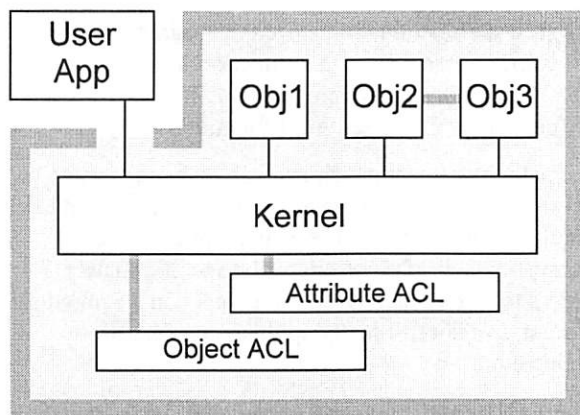 User
App
Obj1
Obj2
Obj3
Kernel
Attribute ACL
Object ACL